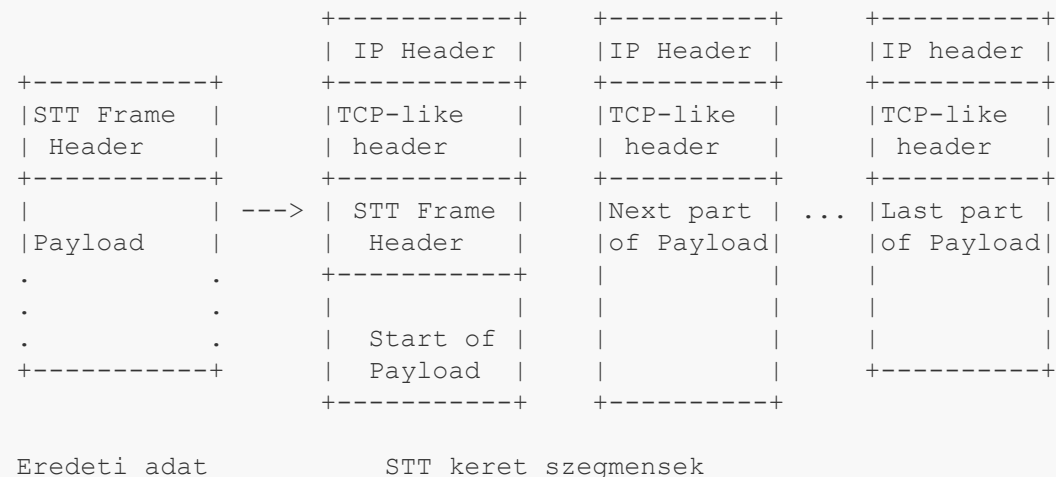 +-----------+    +----------+     +----------+
                  | IP Header |    |IP Header |     |IP header |
+-----------+     +-----------+    +----------+     +----------+
|STT Frame  |     |TCP-like   |    |TCP-like  |     |TCP-like  |
| Header    |     | header    |    | header   |     | header   |
+-----------+     +-----------+    +----------+     +----------+
|           | ---> | STT Frame |    |Next part | ... |Last part |
|Payload    |     |  Header   |    |of Payload|     |of Payload|
.           .     +-----------+    |          |     |          |
.           .     |           |    |          |     |          |
.           .     |  Start of |    |          |     |          |
+-----------+     |  Payload  |    |          |     +----------+
                  +-----------+    +----------+
Eredeti adat           STT keret szegmensek